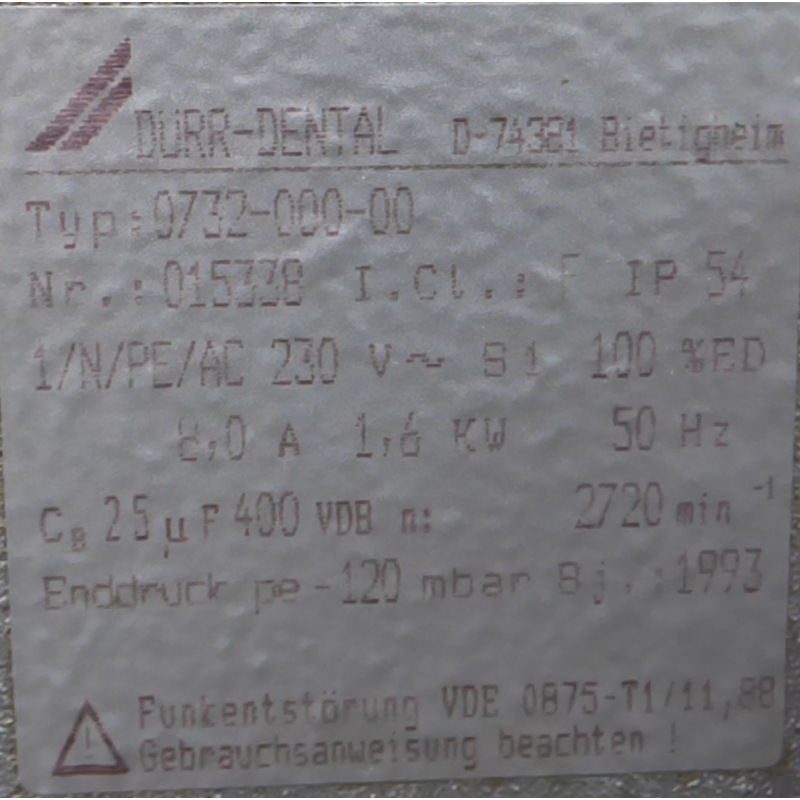 DÜRR-DENTAL D-74321 Bietigheim
Typ:0732-000-00
Nr.:015338 I.Cl.: F IP 54
1/N/PE/AC 230 V~ S1 100 %ED
8,0 A 1,6 KW 50 Hz
CB 25µF 400 VDB n: 2720 min⁻¹
Enddruck pe -120 mbar Bj.:1993
Funkentstörung VDE 0875-T1/11,88
Gebrauchsanweisung beachten !